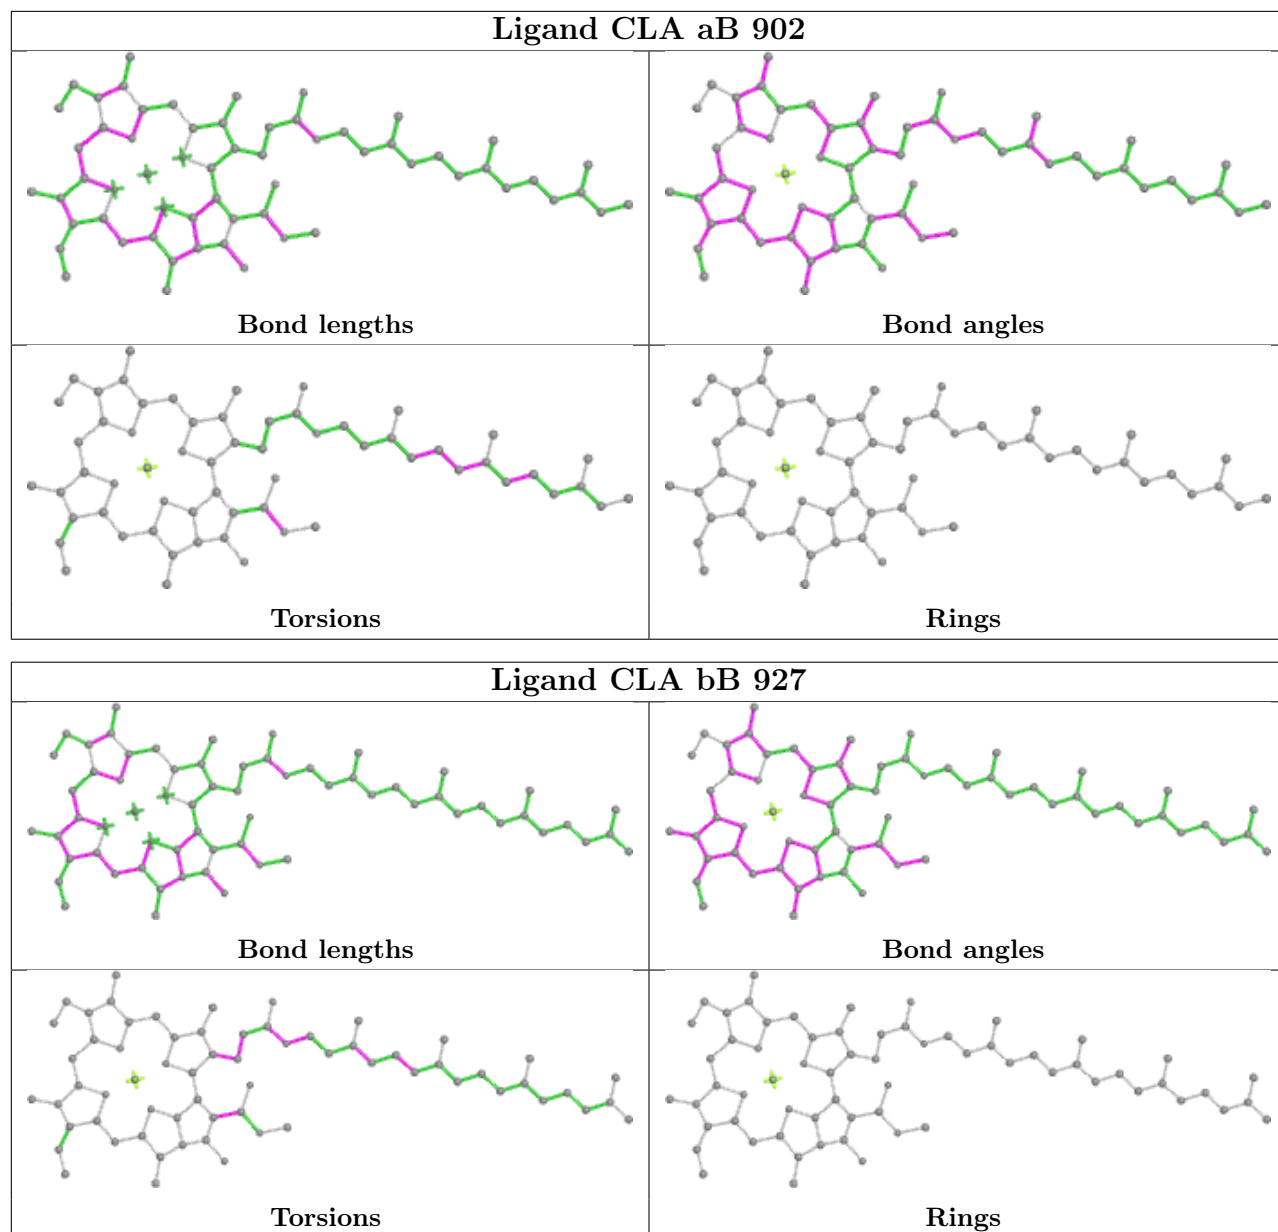 Ligand CLA aB 902
Bond lengths
Bond angles
Torsions
Rings
Ligand CLA bB 927
Bond lengths
Bond angles
Torsions
Rings